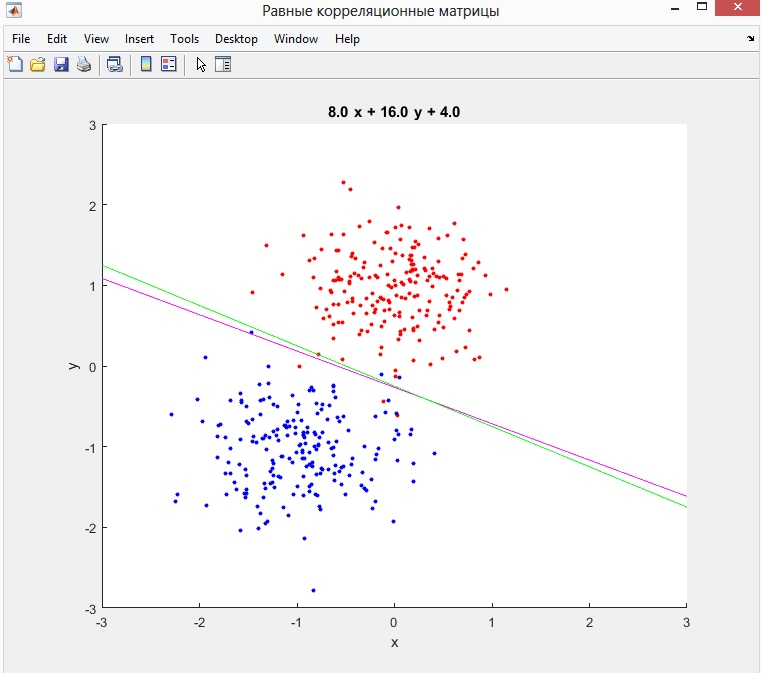 Равные корреляционные матрицы
File Edit View Insert Tools Desktop Window Help
8.0 x + 16.0 y + 4.0
3
2
1
0
-1
-2
-3
y
-3 -2 -1 0 1 2 3
x